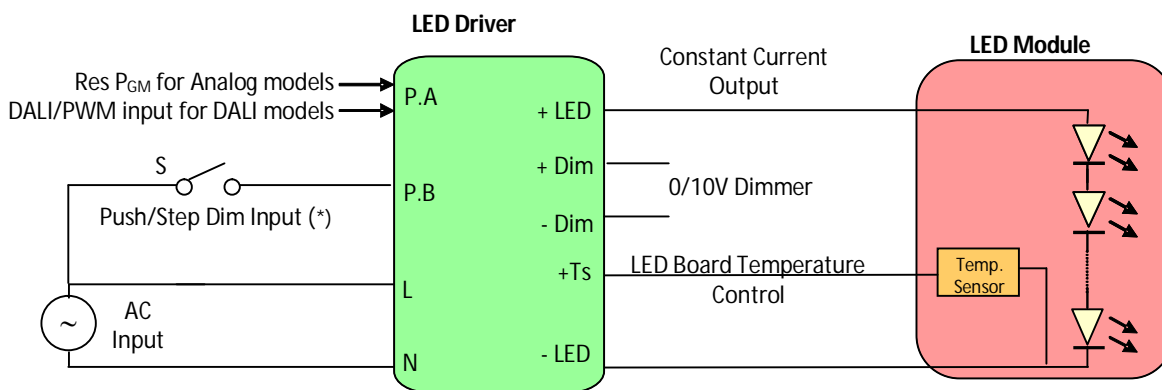 LED Driver
LED Module
Constant Current
Output
Res PGM for Analog models
DALI/PWM input for DALI models
P.A
+ LED
S
+ Dim
0/10V Dimmer
P.B
Push/Step Dim Input (*)
- Dim
+Ts
LED Board Temperature
Control
Temp.
Sensor
L
~
AC
Input
N
- LED